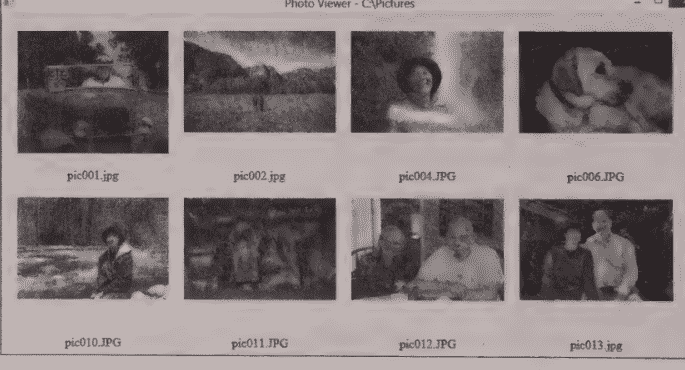 Photo Viewer - C:\Pictures
pic001.jpg
pic002.jpg
pic004.JPG
pic006.JPG
pic010.JPG
pic011.JPG
pic012.JPG
pic013.jpg